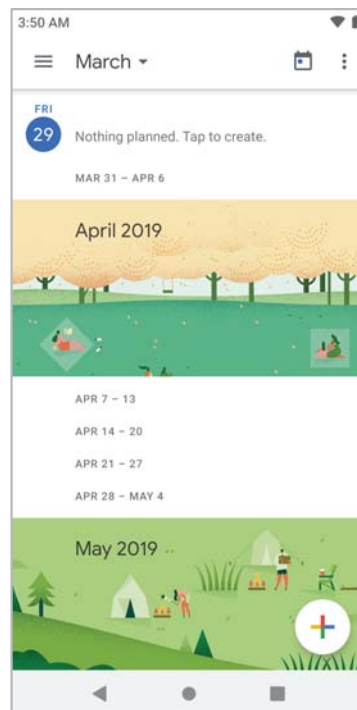 3:50 AM
March
FRI
29
Nothing planned. Tap to create.
MAR 31 – APR 6
April 2019
APR 7 – 13
APR 14 – 20
APR 21 – 27
APR 28 – MAY 4
May 2019